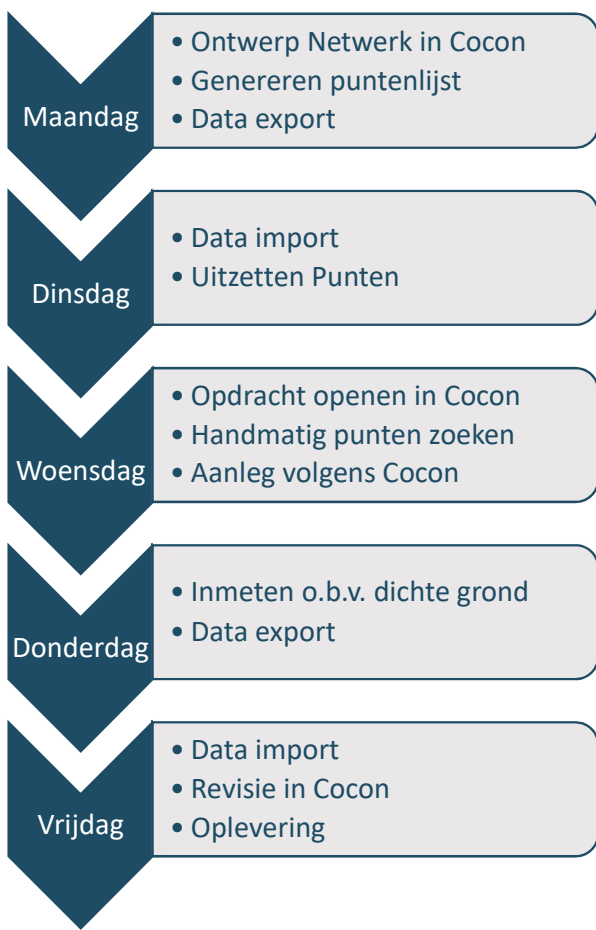 Maandag
• Ontwerp Netwerk in Cocon
• Genereren puntenlijst
• Data export
Dinsdag
• Data import
• Uitzetten Punten
Woensdag
• Opdracht openen in Cocon
• Handmatig punten zoeken
• Aanleg volgens Cocon
Donderdag
• Inmeten o.b.v. dichte grond
• Data export
Vrijdag
• Data import
• Revisie in Cocon
• Oplevering